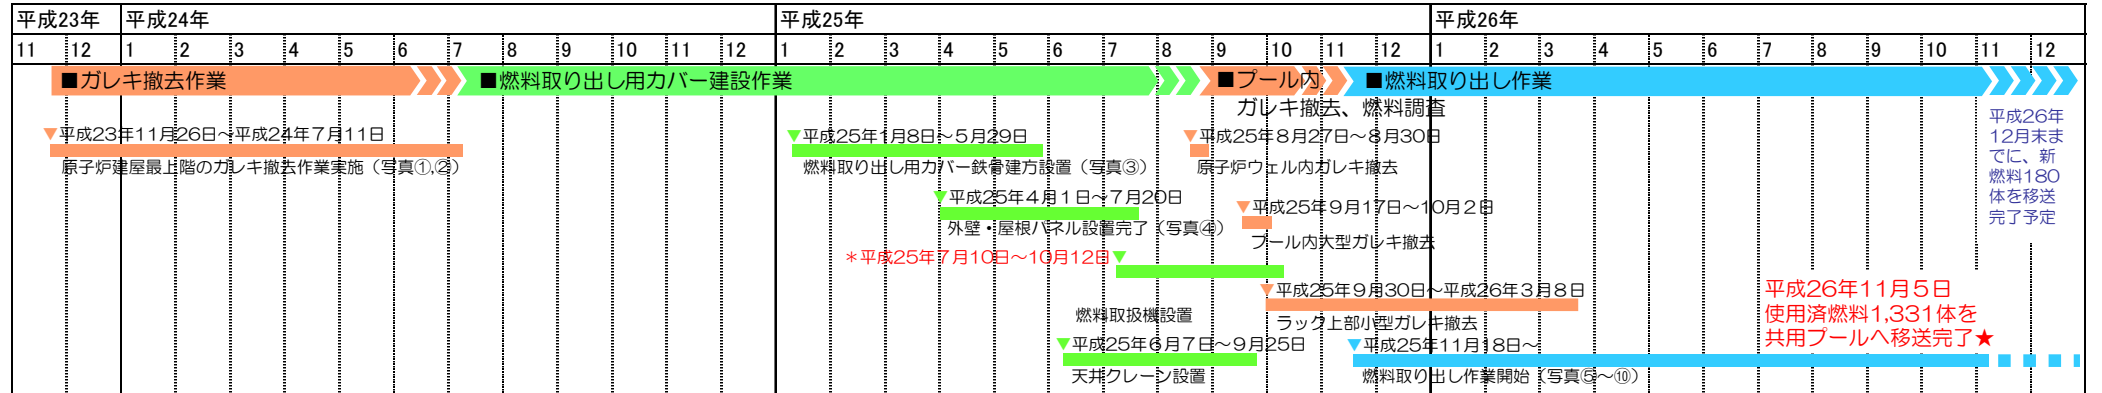 平成23年 平成24年 平成25年 平成26年
11 12 1 2 3 4 5 6 7 8 9 10 11 12 1 2 3 4 5 6 7 8 9 10 11 12 1 2 3 4 5 6 7 8 9 10 11 12
■ガレキ撤去作業 ■燃料取り出し用カバー建設作業 ■プール内 ■燃料取り出し作業
ガレキ撤去、燃料調査
▼平成23年11月26日～平成24年7月11日
原子炉建屋最上階のガレキ撤去作業実施（写真①,②）
▼平成25年1月8日～5月29日
燃料取り出し用カバー鉄骨建方設置（写真③）
▼平成25年8月27日～8月30日
原子炉ウェル内ガレキ撤去
▼平成25年4月1日～7月20日
外壁・屋根パネル設置完了（写真④）
▼平成25年9月17日～10月2日
プール内大型ガレキ撤去
＊平成25年7月10日～10月12日▼
燃料取扱機設置
▼平成25年9月30日～平成26年3月8日
ラック上部小型ガレキ撤去
▼平成25年6月7日～9月25日
天井クレーン設置
▼平成25年11月18日～
燃料取り出し作業開始（写真⑤～⑩）
平成26年11月5日
使用済燃料1,331体を
共用プールへ移送完了★
平成26年
12月末ま
でに、新
燃料180
体を移送
完了予定